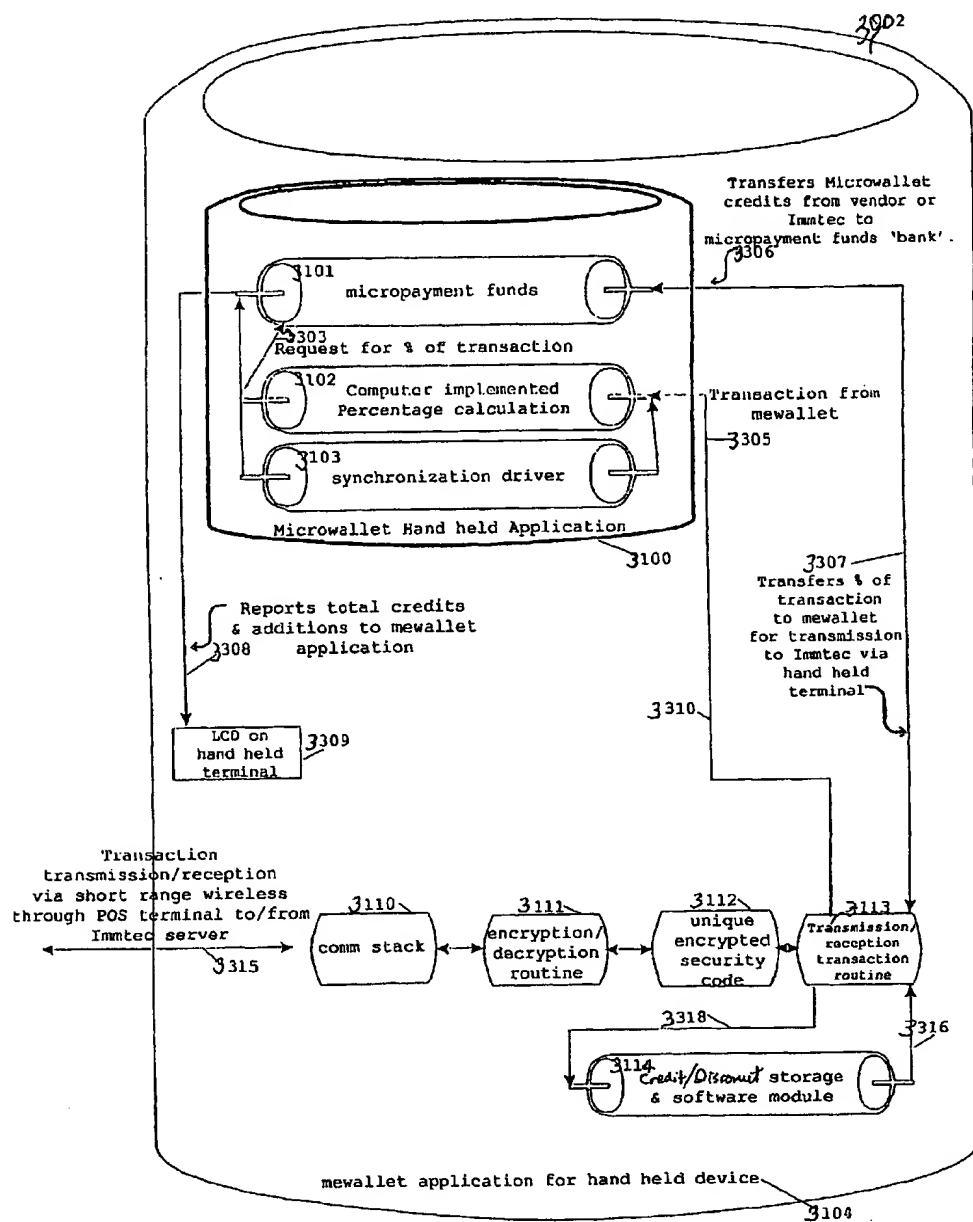 3902
Transfers Microwallet
credits from vendor or
Immtec to
micropayment funds 'bank'.
3306
3101
micropayment funds
3303
Request for % of transaction
3102
Computer implemented
Percentage calculation
Transaction from
mewallet
3305
3103
synchronization driver
Microwallet Hand held Application
3100
3307
Transfers % of
transaction
to mewallet
for transmission
to Immtec via
hand held
terminal
Reports total credits
& additions to mewallet
application
3308
3310
LCD on
hand held
terminal
3309
Transaction
transmission/reception
via short range wireless
through POS terminal to/from
Immtec server
3315
3110
comm stack
3111
encryption/
decryption
routine
3112
unique
encrypted
security
code
3113
Transmission/
reception
transaction
routine
3318
3316
3114
Credit/Discount storage
& software module
mewallet application for hand held device
3104